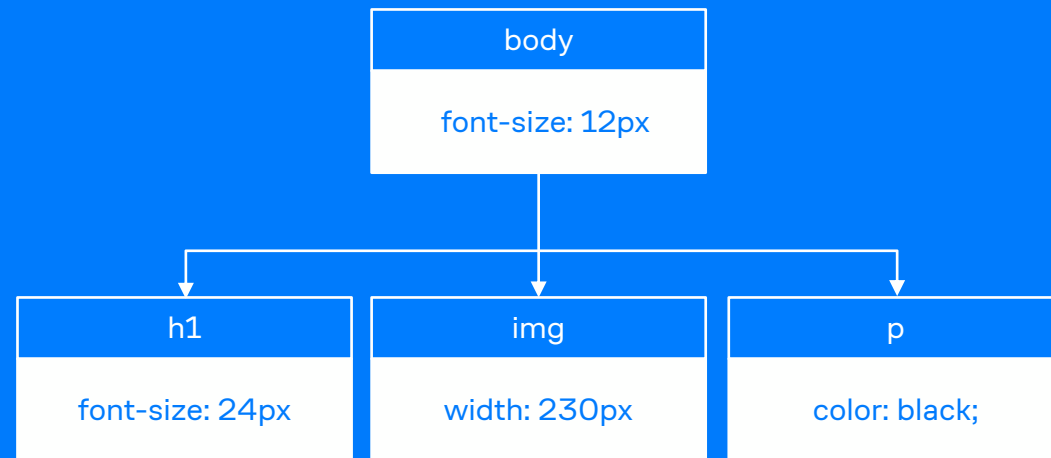 body
font-size: 12px
h1
img
p
font-size: 24px
width: 230px
color: black;